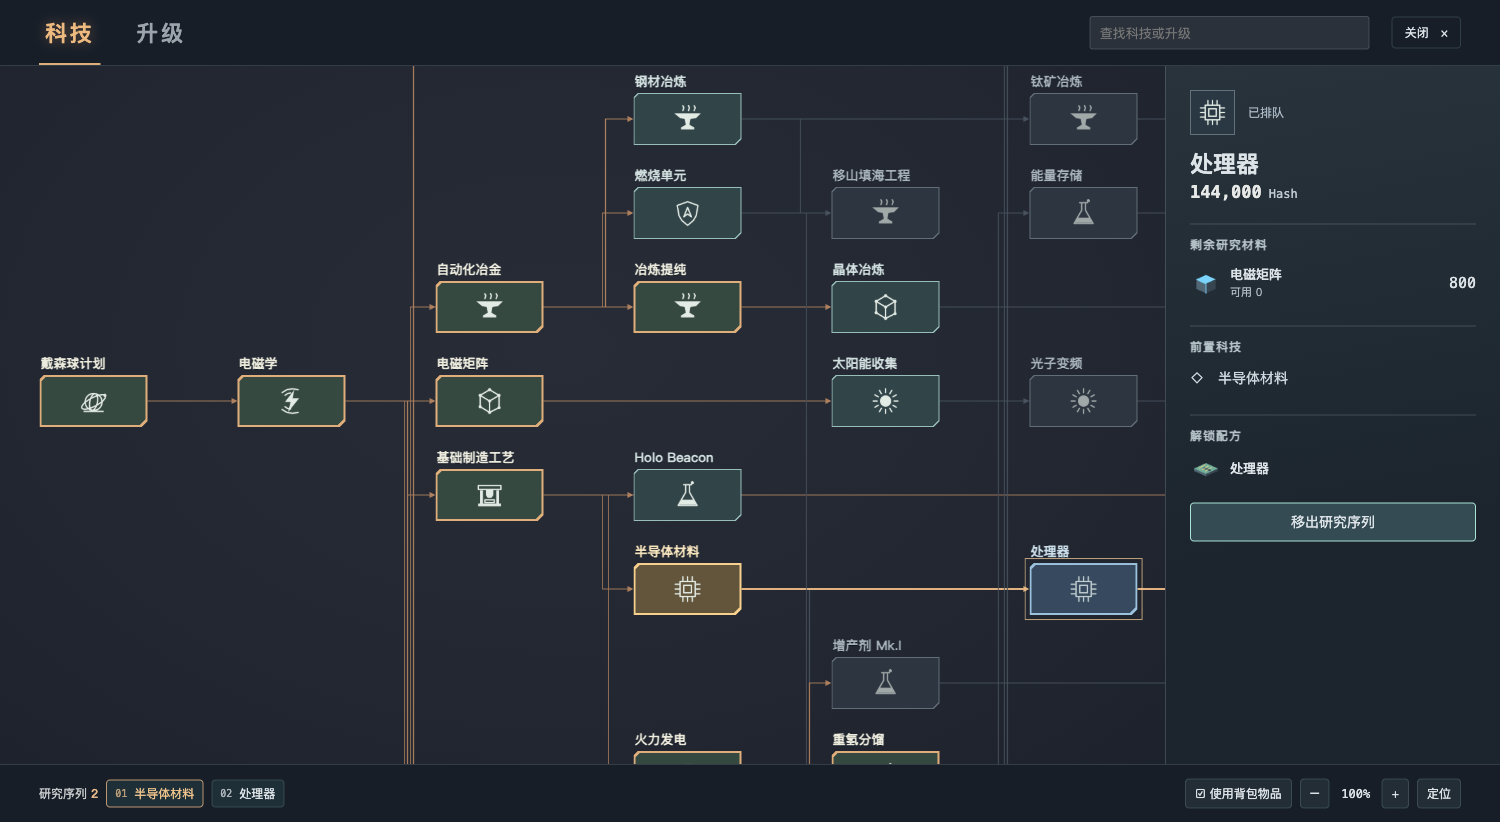 科技
升级
查找科技或升级
关闭 ×
钢材冶炼
钛矿冶炼
燃烧单元
移山填海工程
能量存储
自动化冶金
冶炼提纯
晶体冶炼
戴森球计划
电磁学
电磁矩阵
太阳能收集
光子变频
基础制造工艺
Holo Beacon
半导体材料
处理器
增产剂 Mk.I
火力发电
重氢分馏
已排队
处理器
144,000 Hash
剩余研究材料
电磁矩阵
可用 0
800
前置科技
半导体材料
解锁配方
处理器
移出研究序列
研究序列 2
01 半导体材料
02 处理器
使用背包物品
－
100%
+
定位